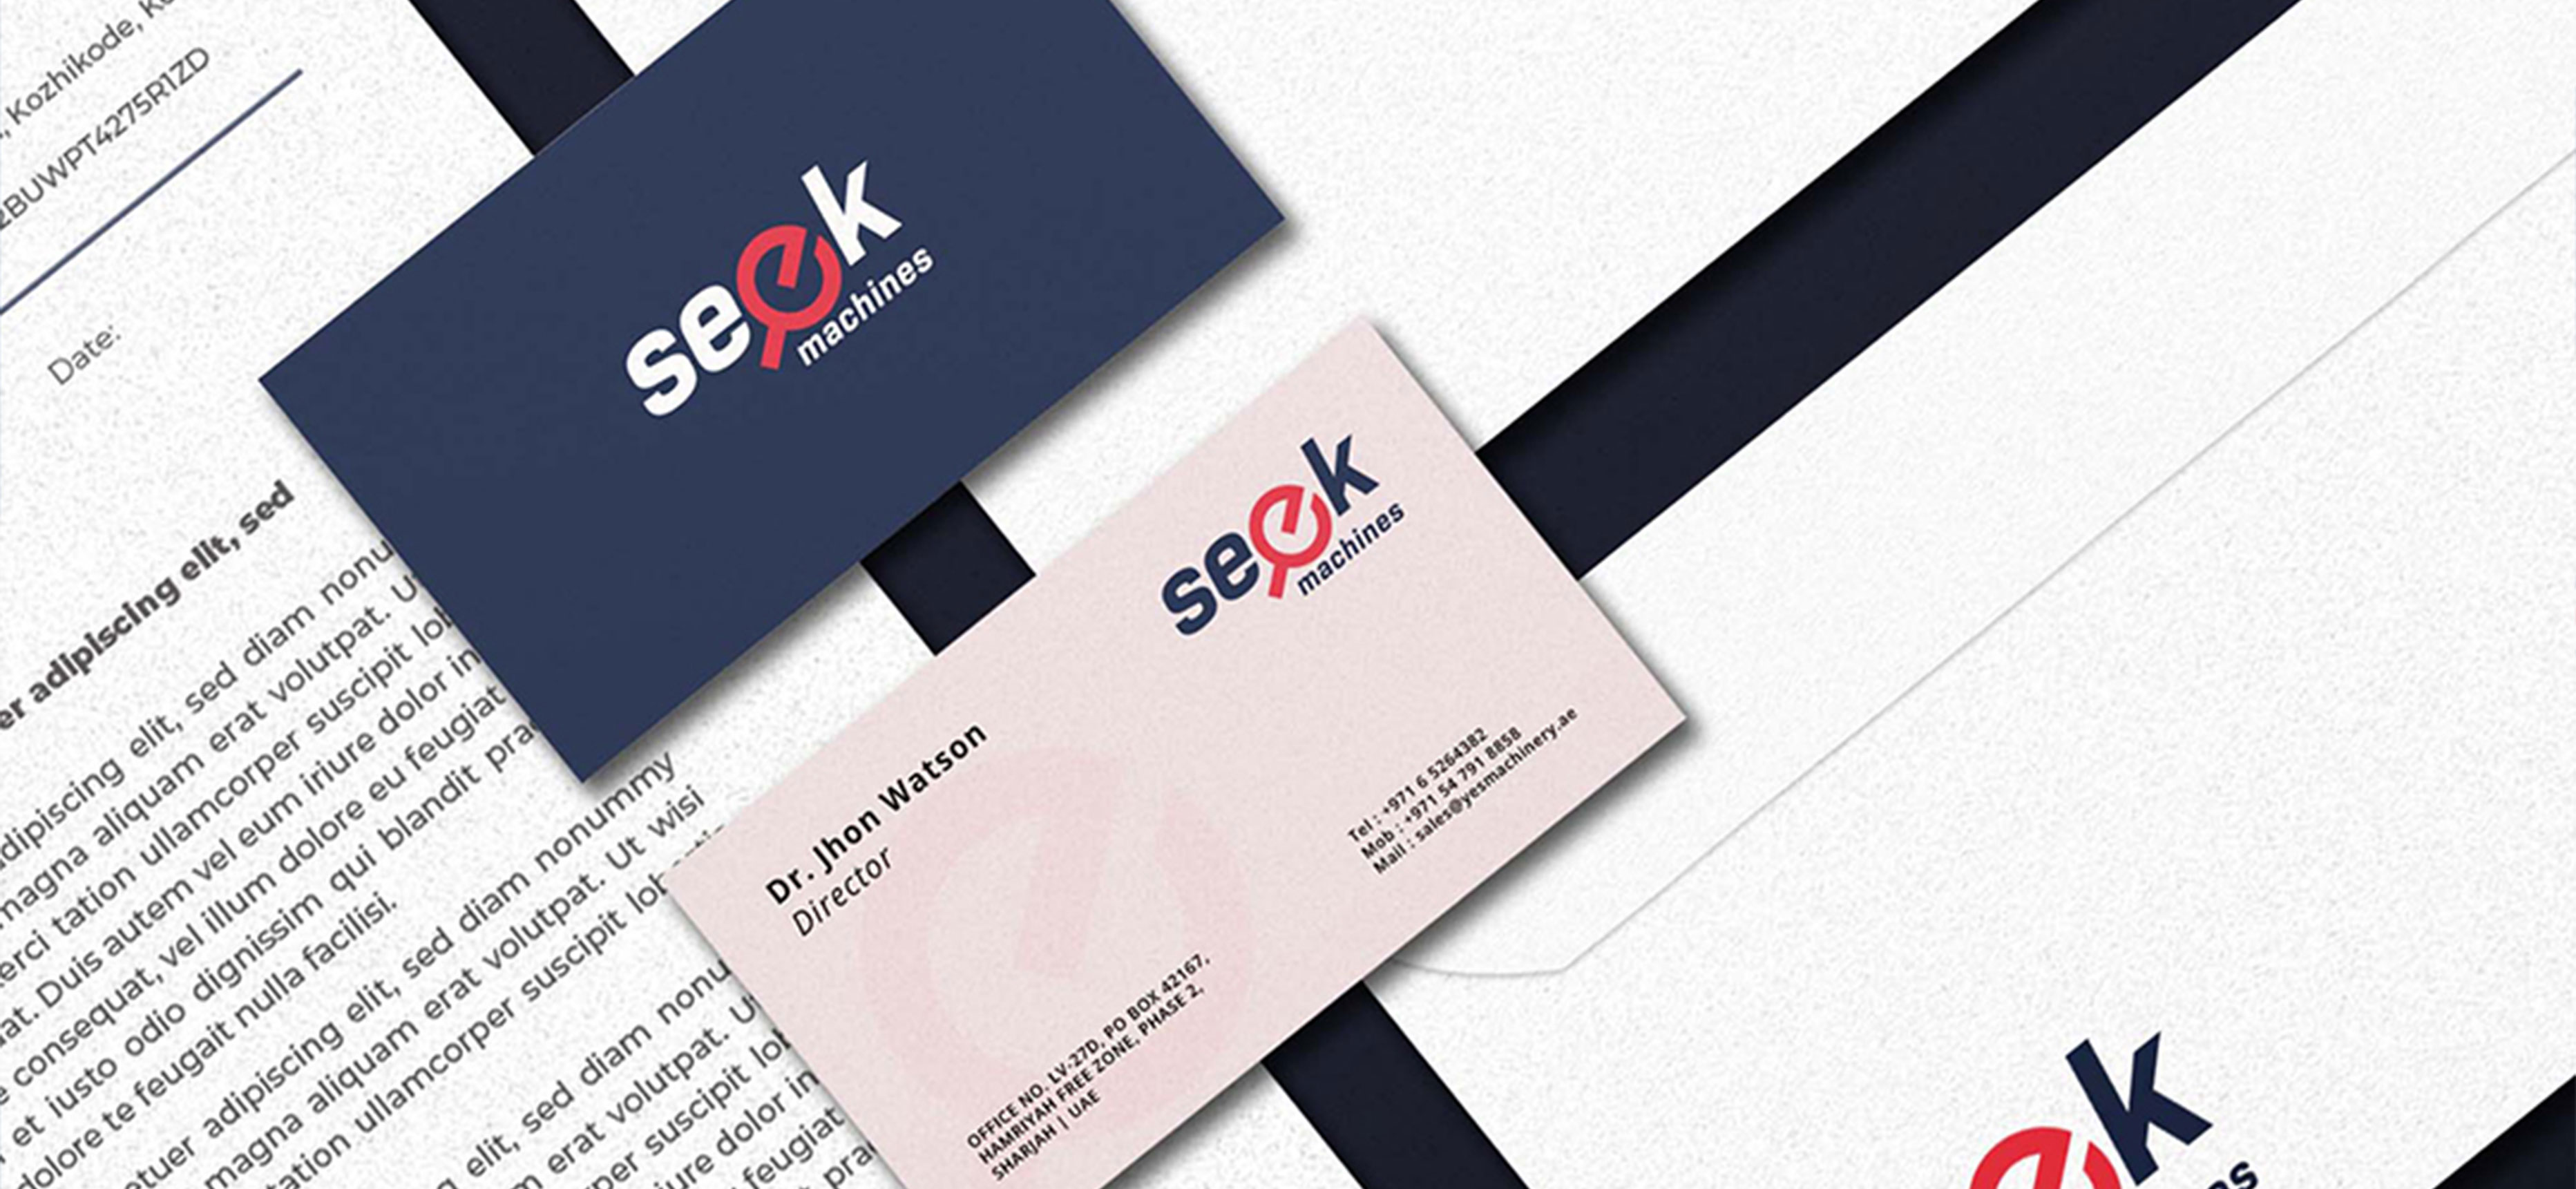 , Kozhikode,
2BUWPT4275R1ZD
Date:
er adipiscing elit, sed
adipiscing elit, sed diam nonu
magna aliquam erat volutpat. U
erci tation ullamcorper suscipit lo
at. Duis autem vel eum iriure dolor in
e consequat, vel illum dolore eu feugiat
et iusto odio dignissim qui blandit pra
dolore te feugait nulla facilisi.
etuer adipiscing elit, sed diam nonummy
magna aliquam erat volutpat. Ut wisi
tation ullamcorper suscipit lob
elit, sed diam nonu
erat volutpat. U
per suscipit lo
iure dolor in
feugiat
pra
seek
machines
seek
machines
Dr. Jhon Watson
Director
Tel : +971 6 5264382
Mob : +971 54 791 8858
Mail : sales@yesmachinery.ae
OFFICE NO. LV-27D, PO BOX 42167,
HAMRIYAH FREE ZONE, PHASE 2,
SHARJAH | UAE
ek
es